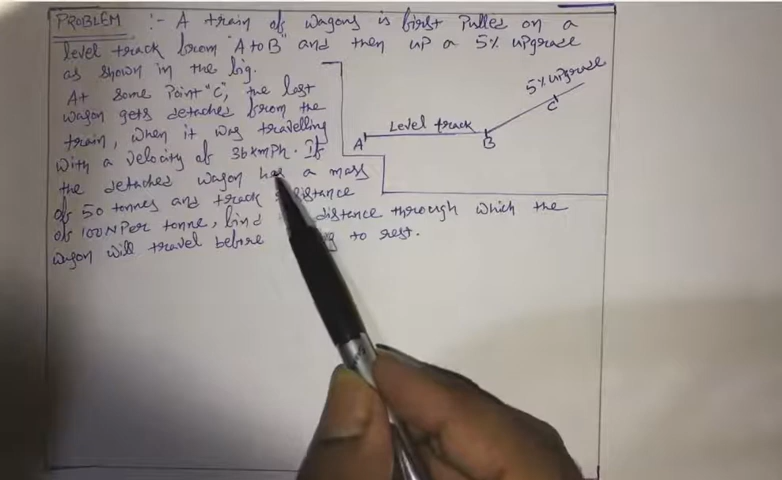 PROBLEM :- A train of wagons is first pulled on a
level track from "A to B" and then up a 5% upgrade
as shown in the fig.
At some point "C", the last
wagon gets detached from the
train, when it was travelling
with a velocity of 36 kmph. If
the detached wagon has a mass
of 50 tonnes and track
of 100N Per tonne, find distance through which the
wagon will travel before to rest.
5% upgrade
C
Level track
A
B